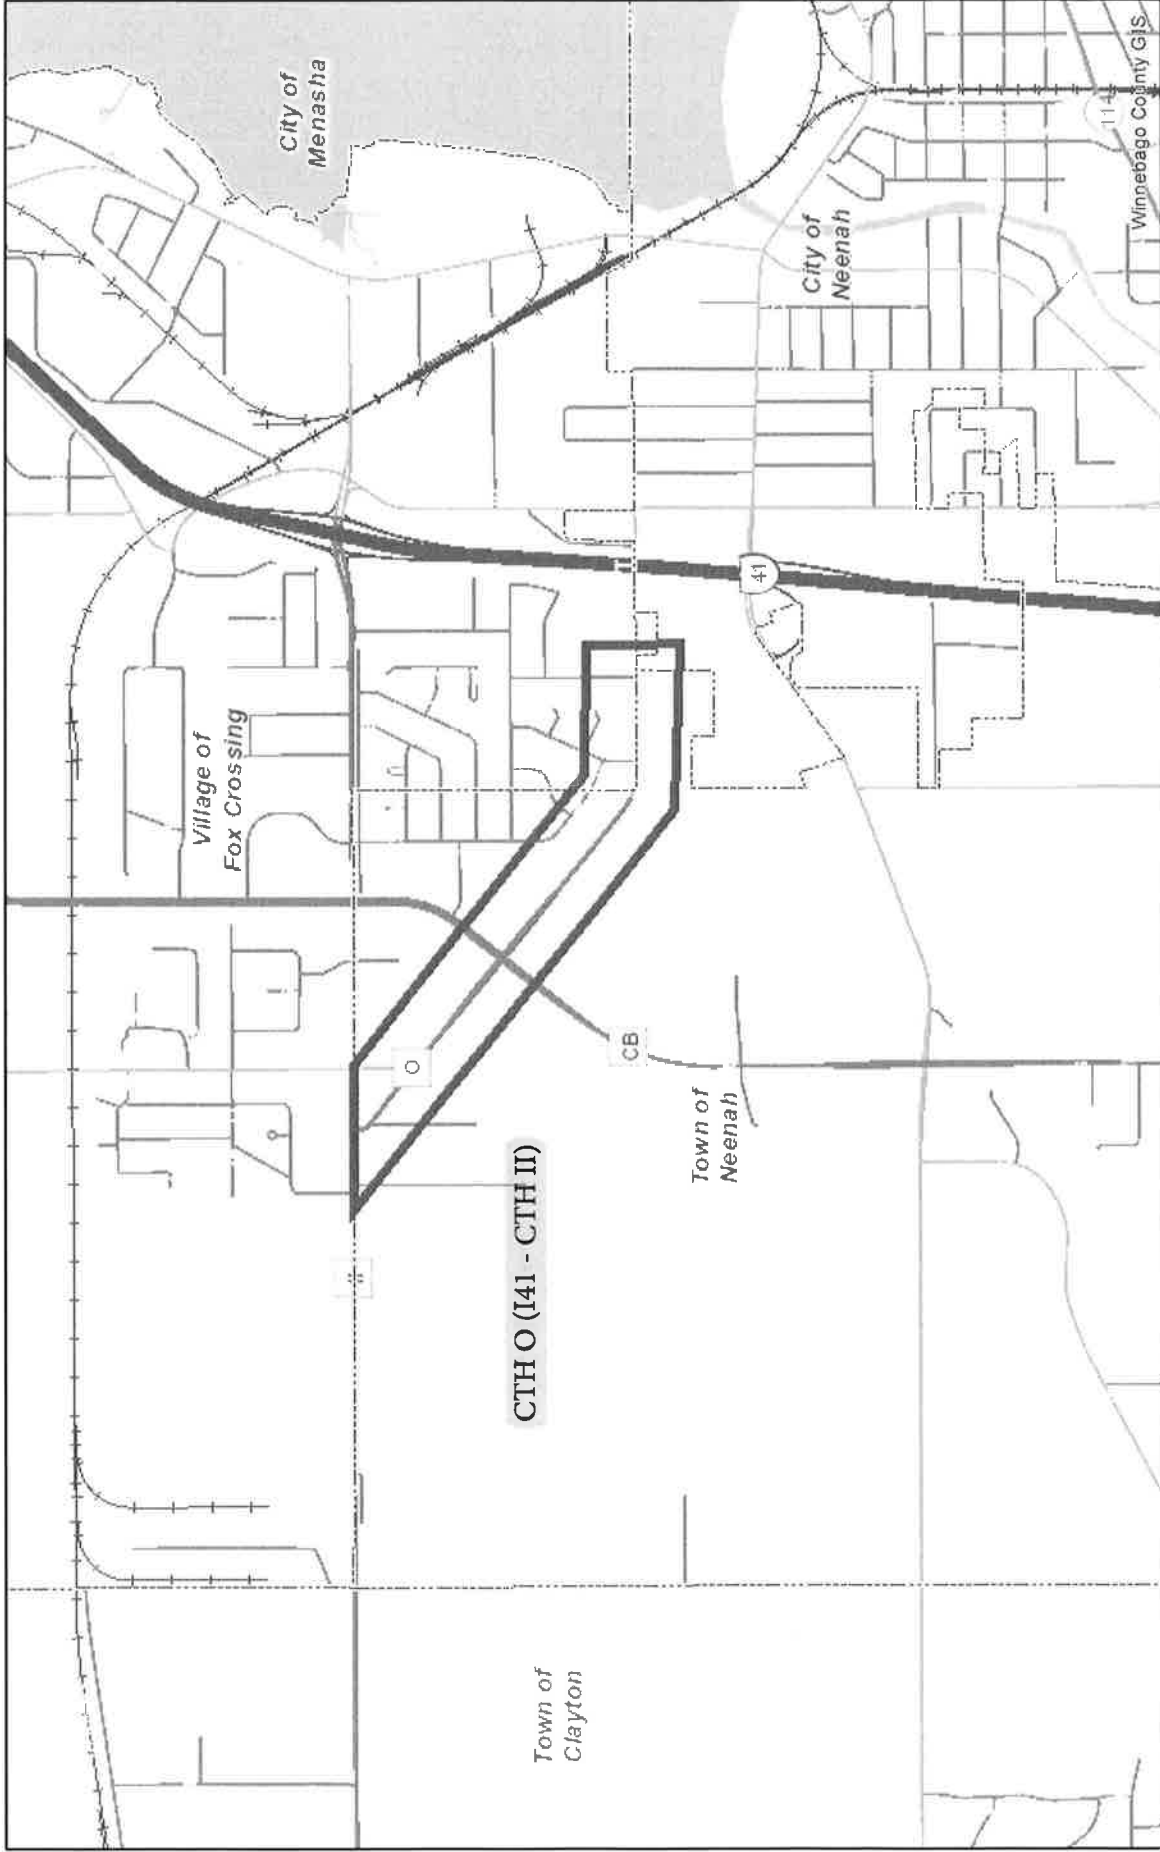 City of
Menasha
Village of
Fox Crossing
City of
Neenah
41
114
O
CB
II
Town of
Neenah
CTH O (I41 - CTH II)
Town of
Clayton
Winnebago County GIS